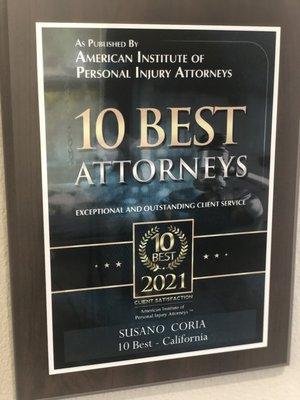 AS PUBLISHED BY
AMERICAN INSTITUTE OF
PERSONAL INJURY ATTORNEYS
10 BEST
ATTORNEYS
EXCEPTIONAL AND OUTSTANDING CLIENT SERVICE
10
BEST
2021
CLIENT SATISFACTION
American Institute of
Personal Injury Attorneys™
SUSANO CORIA
10 Best - California